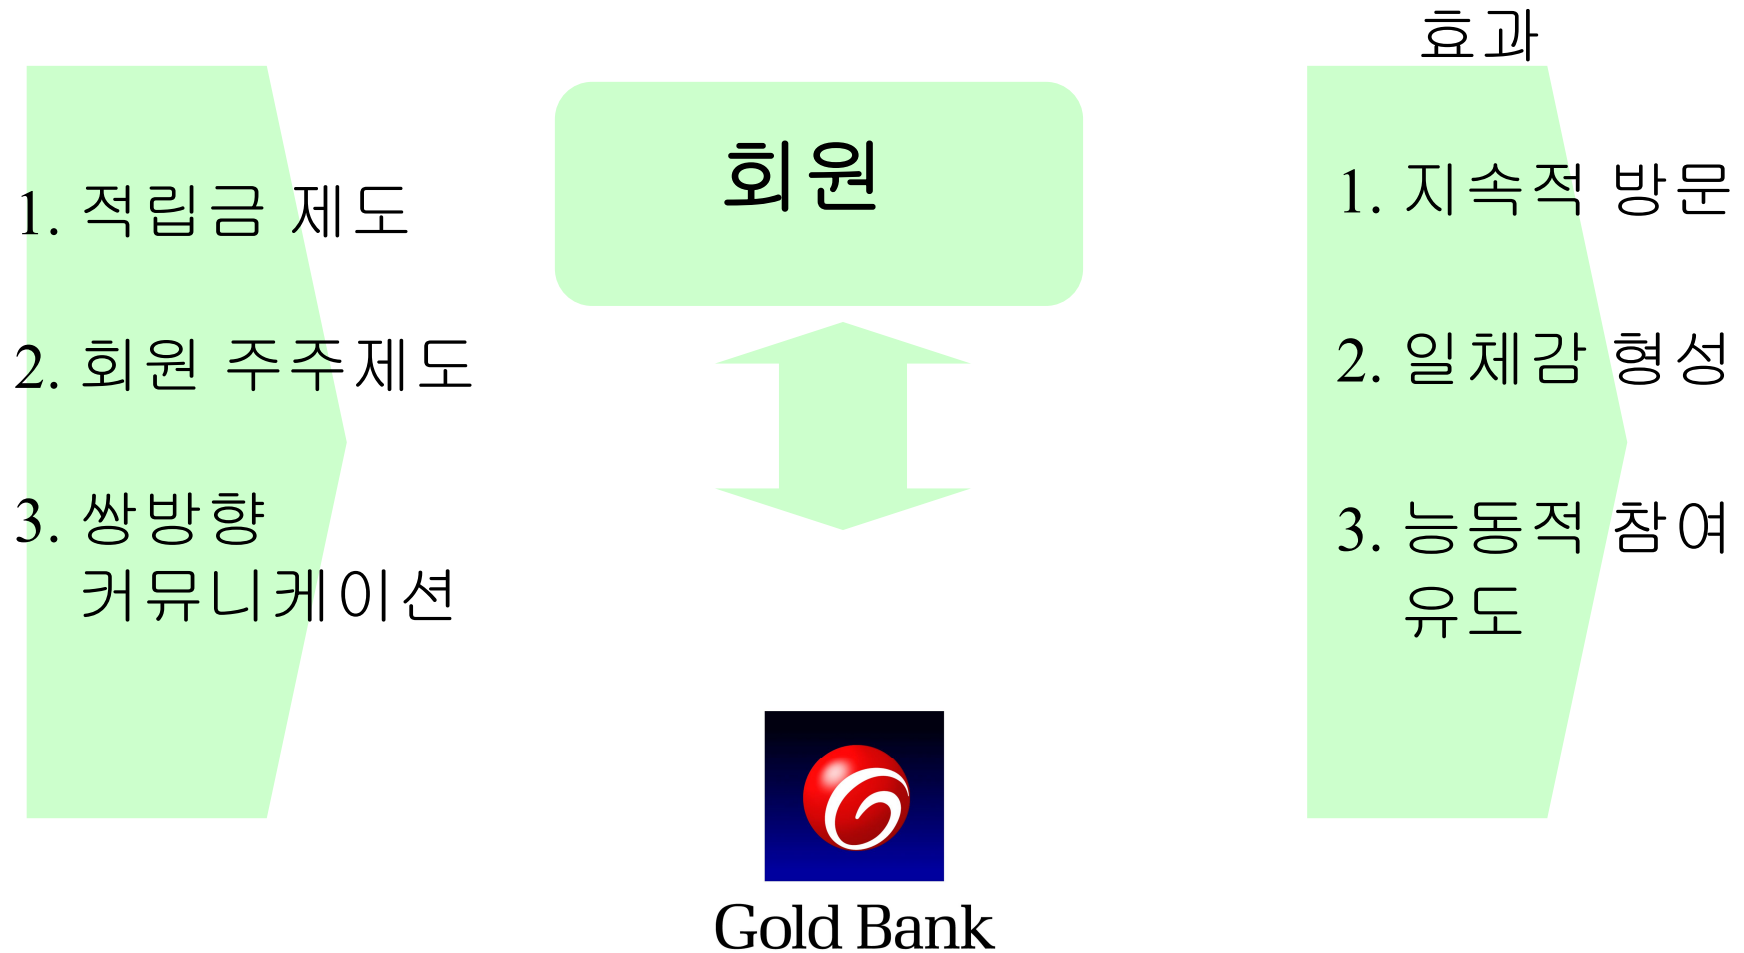 1. 적립금 제도
2. 회원 주주제도
3. 쌍방향
커뮤니케이션
회원
Gold Bank
효과
1. 지속적 방문
2. 일체감 형성
3. 능동적 참여
유도